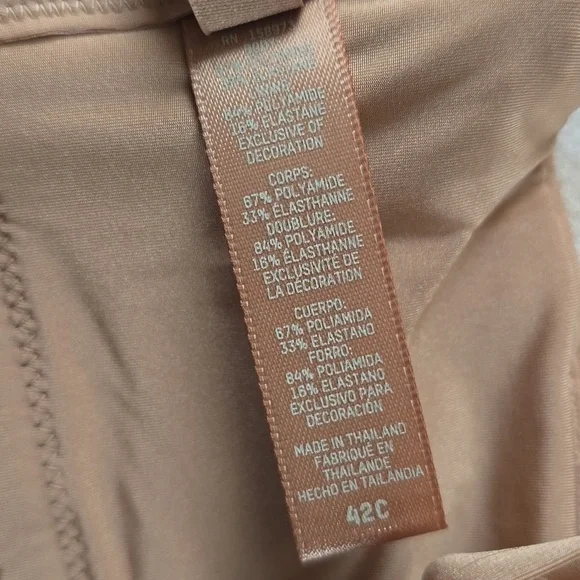 84% POLYAMIDE
16% ELASTANE
EXCLUSIVE OF
DECORATION
CORPS:
67% POLYAMIDE
33% ÉLASTHANNE
DOUBLURE:
84% POLYAMIDE
16% ÉLASTHANNE
EXCLUSIVITÉ DE
LA DÉCORATION
CUERPO:
67% POLIAMIDA
33% ELASTANO
FORRO:
84% POLIAMIDA
16% ELASTANO
EXCLUSIVO PARA
DECORACIÓN
MADE IN THAILAND
FABRIQUÉ EN
THAILANDE
HECHO EN TAILANDIA
42C